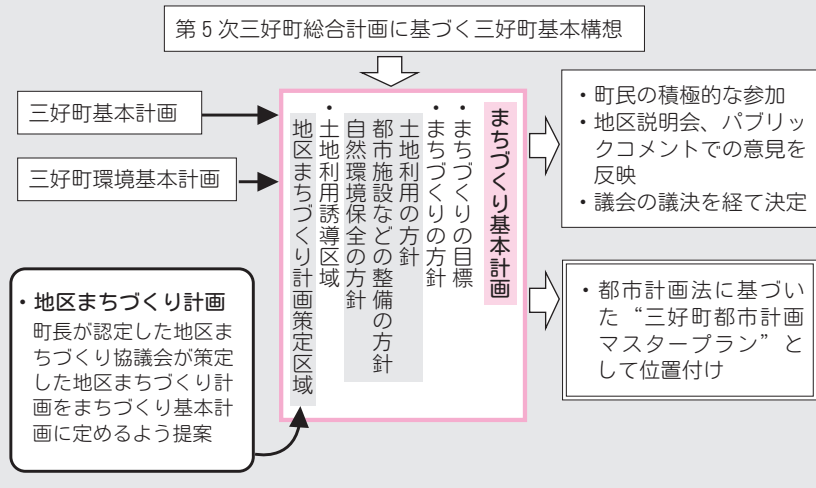 第５次三好町総合計画に基づく三好町基本構想
三好町基本計画
三好町環境基本計画
・地区まちづくり計画
町長が認定した地区ま
ちづくり協議会が策定
した地区まちづくり計
画をまちづくり基本計
画に定めるよう提案
まちづくり基本計画
・まちづくりの目標
・まちづくりの方針
土地利用の方針
都市施設などの整備の方針
自然環境保全の方針
・土地利用誘導区域
地区まちづくり計画策定区域
・町民の積極的な参加
・地区説明会、パブリッ
クコメントでの意見を
反映
・議会の議決を経て決定
・都市計画法に基づい
た“三好町都市計画
マスタープラン”と
して位置付け